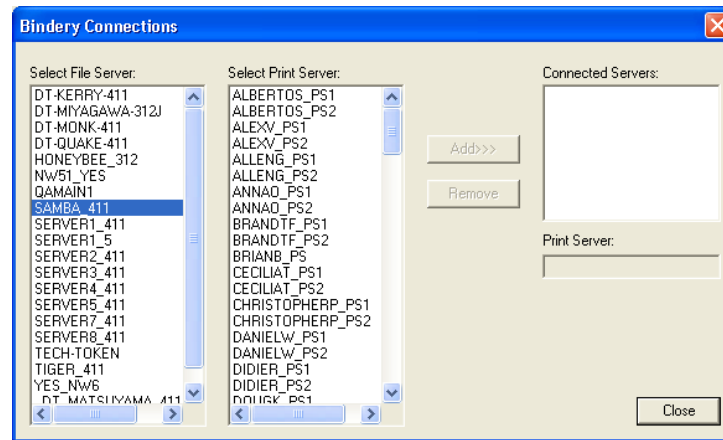 Bindery Connections
Select File Server:
DT-KERRY-411
DT-MIYAGAWA-312J
DT-MONK-411
DT-QUAKE-411
HONEYBEE_312
NW51_YES
QAMAIN1
SAMBA_411
SERVER1_411
SERVER1_5
SERVER2_411
SERVER3_411
SERVER4_411
SERVER5_411
SERVER7_411
SERVER8_411
TECH-TOKEN
TIGER_411
YES_NW6
_DT_MATSUYAMA_411
Select Print Server:
ALBERTOS_PS1
ALBERTOS_PS2
ALEXV_PS1
ALEXV_PS2
ALLENG_PS1
ALLENG_PS2
ANNAO_PS1
ANNAO_PS2
BRANDTF_PS1
BRANDTF_PS2
BRIANB_PS
CECILIAT_PS1
CECILIAT_PS2
CHRISTOPHERP_PS1
CHRISTOPHERP_PS2
DANIELW_PS1
DANIELW_PS2
DIDIER_PS1
DIDIER_PS2
DOUGK_PS1
Add>>>
Remove
Connected Servers:
Print Server:
Close